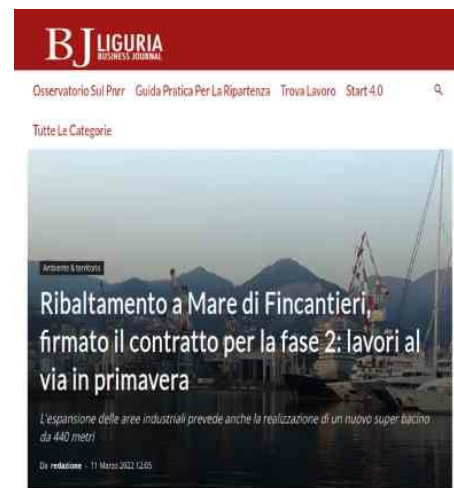 BJ LIGURIA
BUSINESS JOURNAL
Osservatorio Sul Pnrr Guida Pratica Per La Ripartenza Trova Lavoro Start 4.0
Tutte Le Categorie
Ambiente & territorio
Ribaltamento a Mare di Fincantieri,
firmato il contratto per la fase 2: lavori al
via in primavera
L'espansione delle aree industriali prevede anche la realizzazione di un nuovo super bacino
da 440 metri
Da redazione - 11 Marzo 2022 12:05